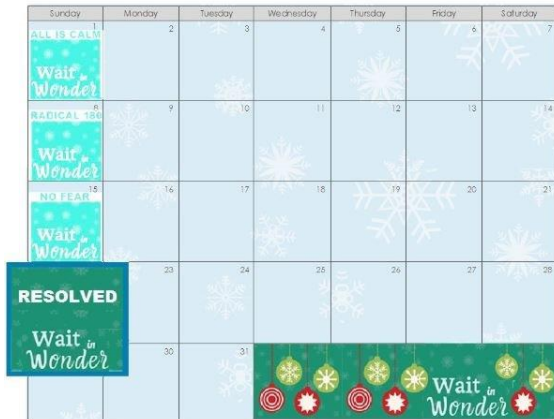 Sunday Monday Tuesday Wednesday Thursday Friday Saturday
1 2 3 4 5 6 7
ALL IS CALM
Wait in
Wonder
8 9 10 11 12 13 14
RADICAL 180
Wait in
Wonder
15 16 17 18 19 20 21
NO FEAR
Wait in
Wonder
23 24 25 26 27 28
RESOLVED
Wait in
Wonder
30 31
Wait in
Wonder